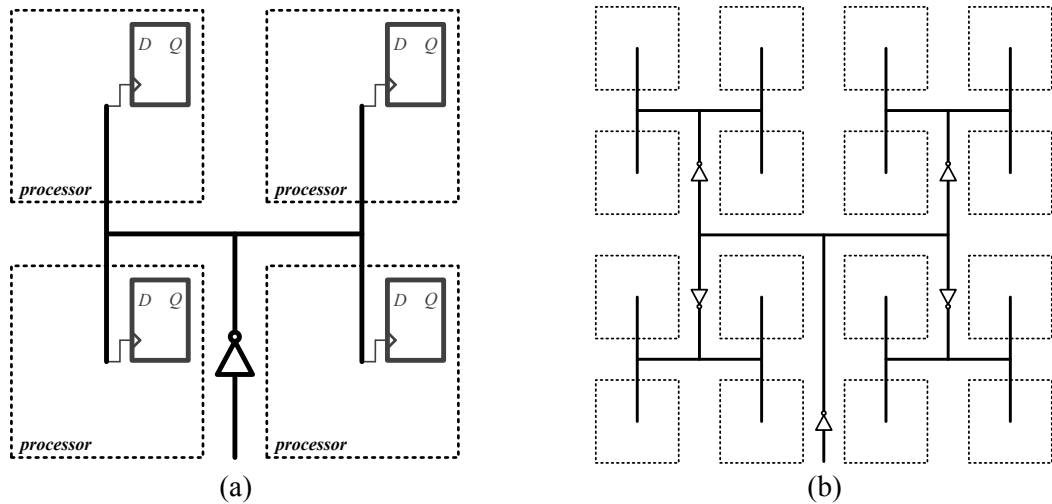 D Q
D Q
processor
processor
D Q
D Q
processor
processor
(a)
(b)